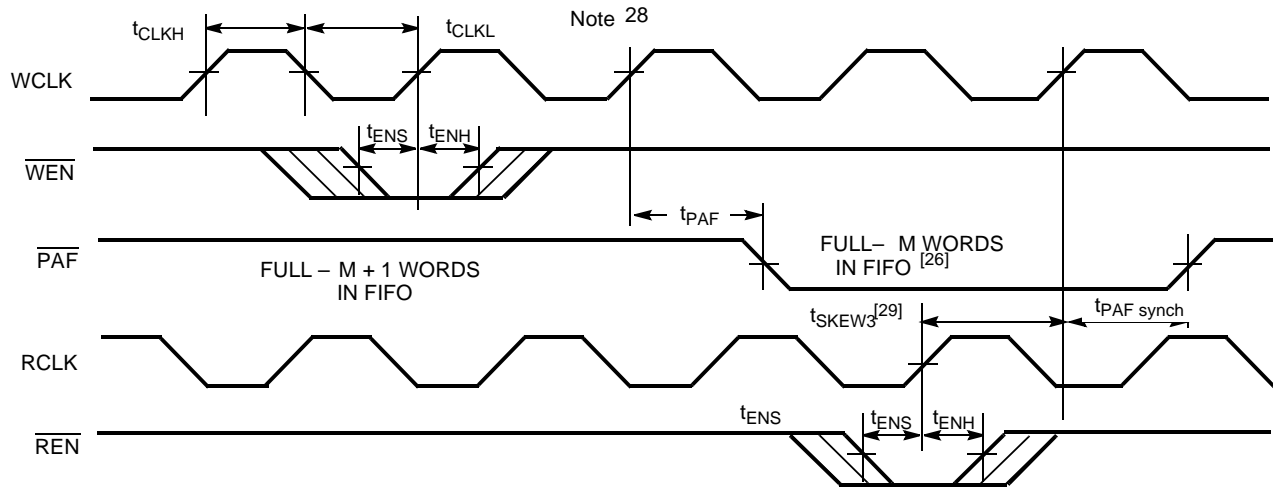 tCLKH
tCLKL
Note 28
WCLK
tENS
tENH
WEN
tPAF
PAF
FULL – M + 1 WORDS
IN FIFO
FULL– M WORDS
IN FIFO [26]
tSKEW3[29]
tPAF synch
RCLK
tENS
tENS
tENH
REN